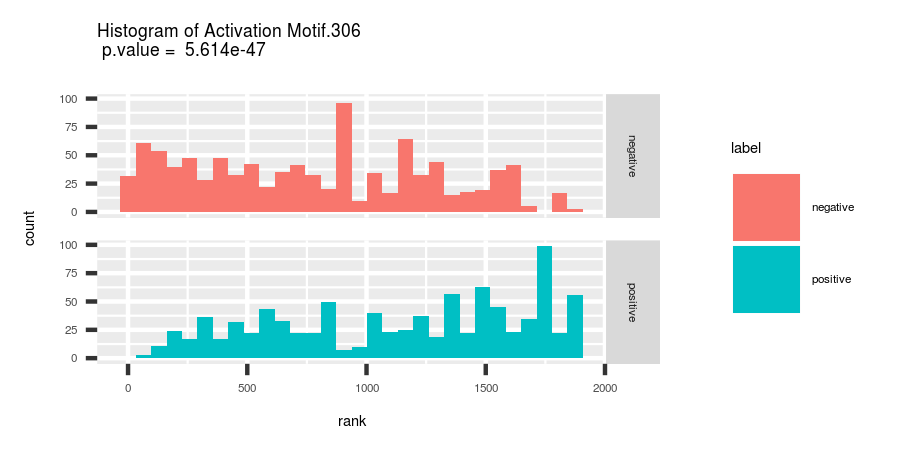 Histogram of Activation Motif.306
p.value =  5.614e-47
count
100
75
50
25
0
negative
100
75
50
25
0
positive
0 500 1000 1500 2000
rank
label
negative
positive